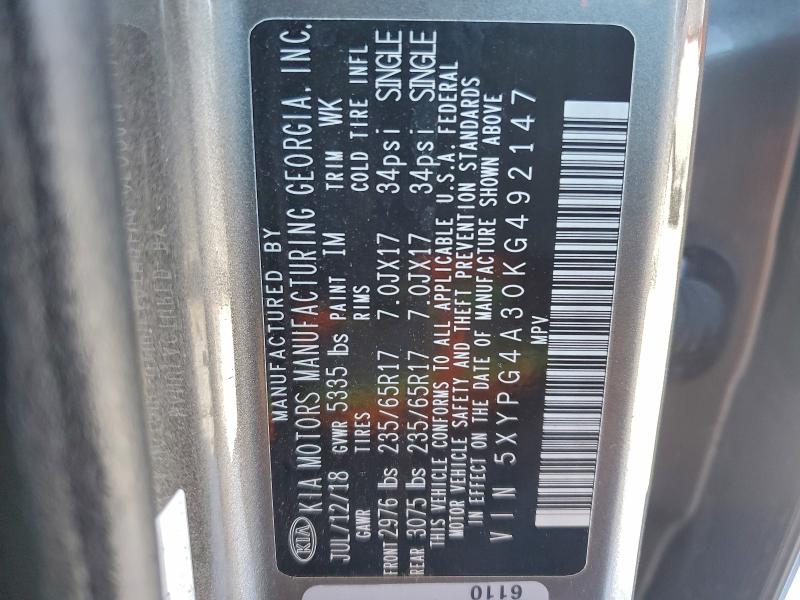 MANUFACTURED BY
KIA KIA MOTORS MANUFACTURING GEORGIA, INC.
JUL/12/18 GVWR 5335 lbs PAINT IM TRIM WK
GAWR TIRES RIMS COLD TIRE INFL
FRONT 2976 lbs 235/65R17 7.0JX17 34psi SINGLE
REAR 3075 lbs 235/65R17 7.0JX17 34psi SINGLE
THIS VEHICLE CONFORMS TO ALL APPLICABLE U.S.A. FEDERAL
MOTOR VEHICLE SAFETY AND THEFT PREVENTION STANDARDS
IN EFFECT ON THE DATE OF MANUFACTURE SHOWN ABOVE
VIN 5XYPG4A30KG492147
MPV
6110